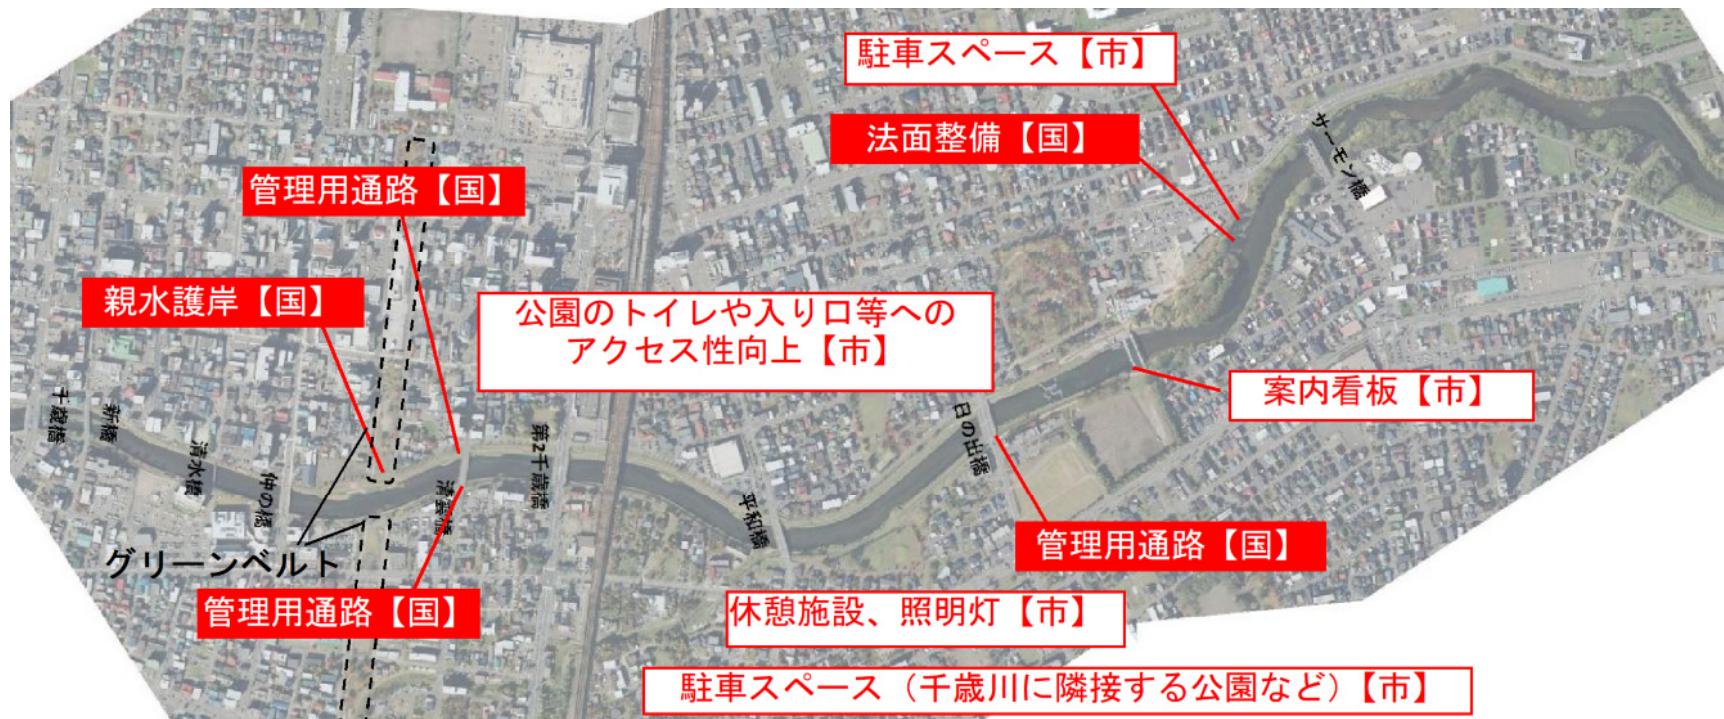 駐車スペース【市】
法面整備【国】
サーモン橋
管理用通路【国】
親水護岸【国】
公園のトイレや入り口等への
アクセス性向上【市】
案内看板【市】
千歳橋
新橋
清水橋
仲の橋
清雲橋
第2千歳橋
平和橋
日の出橋
管理用通路【国】
グリーンベルト
管理用通路【国】
休憩施設、照明灯【市】
駐車スペース（千歳川に隣接する公園など）【市】